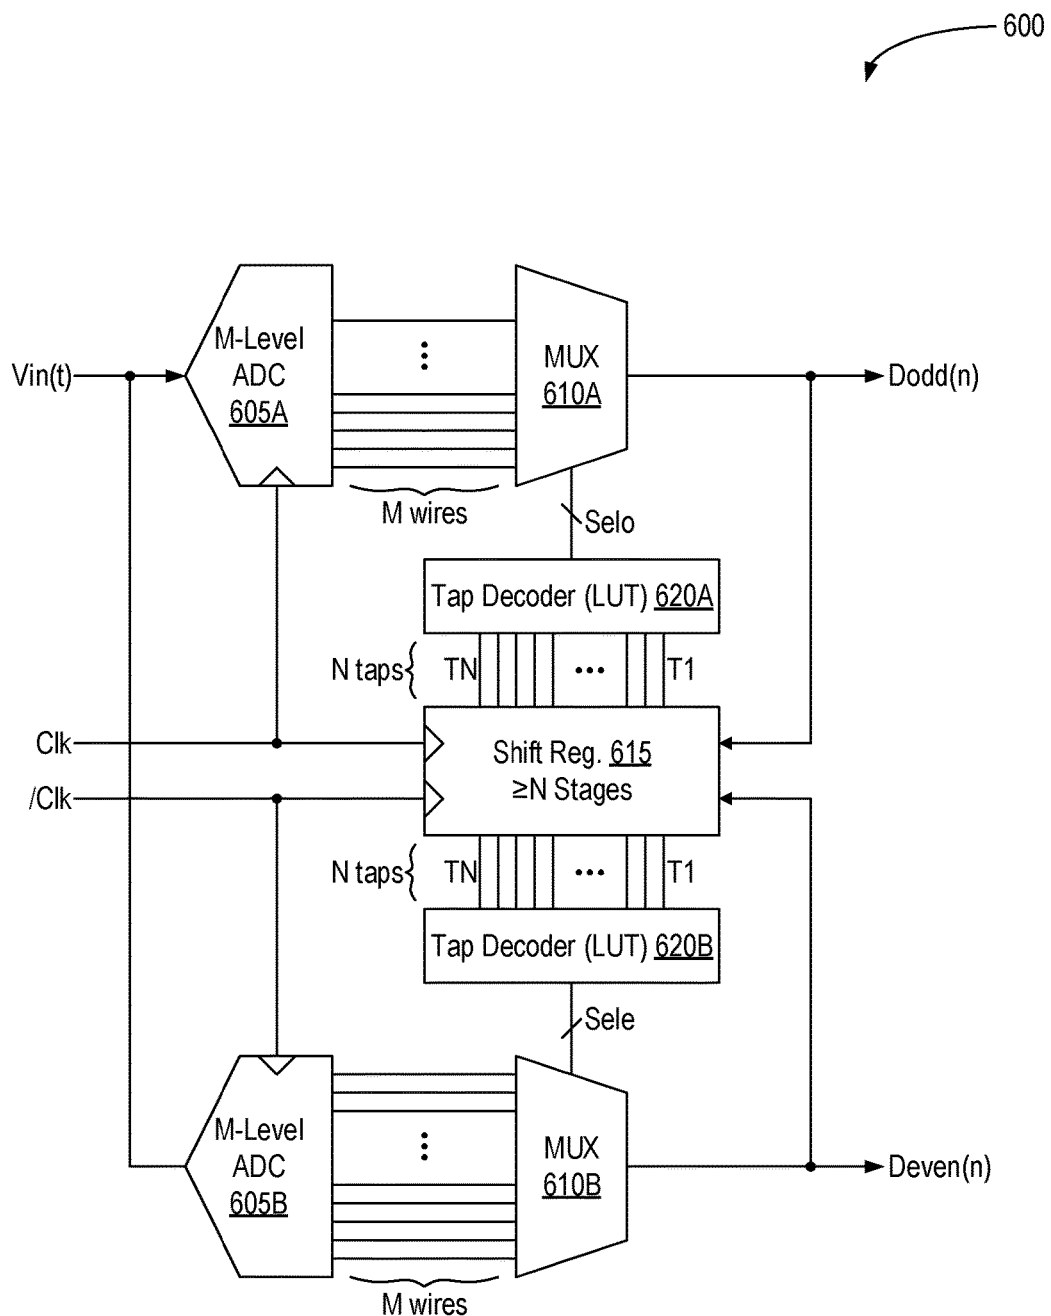 600
M-Level
ADC
605A
MUX
610A
Vin(t)
Dodd(n)
M wires
Selo
Tap Decoder (LUT) 620A
N taps
TN
T1
Clk
Shift Reg. 615
≥N Stages
/Clk
N taps
TN
T1
Tap Decoder (LUT) 620B
Sele
M-Level
ADC
605B
MUX
610B
Deven(n)
M wires